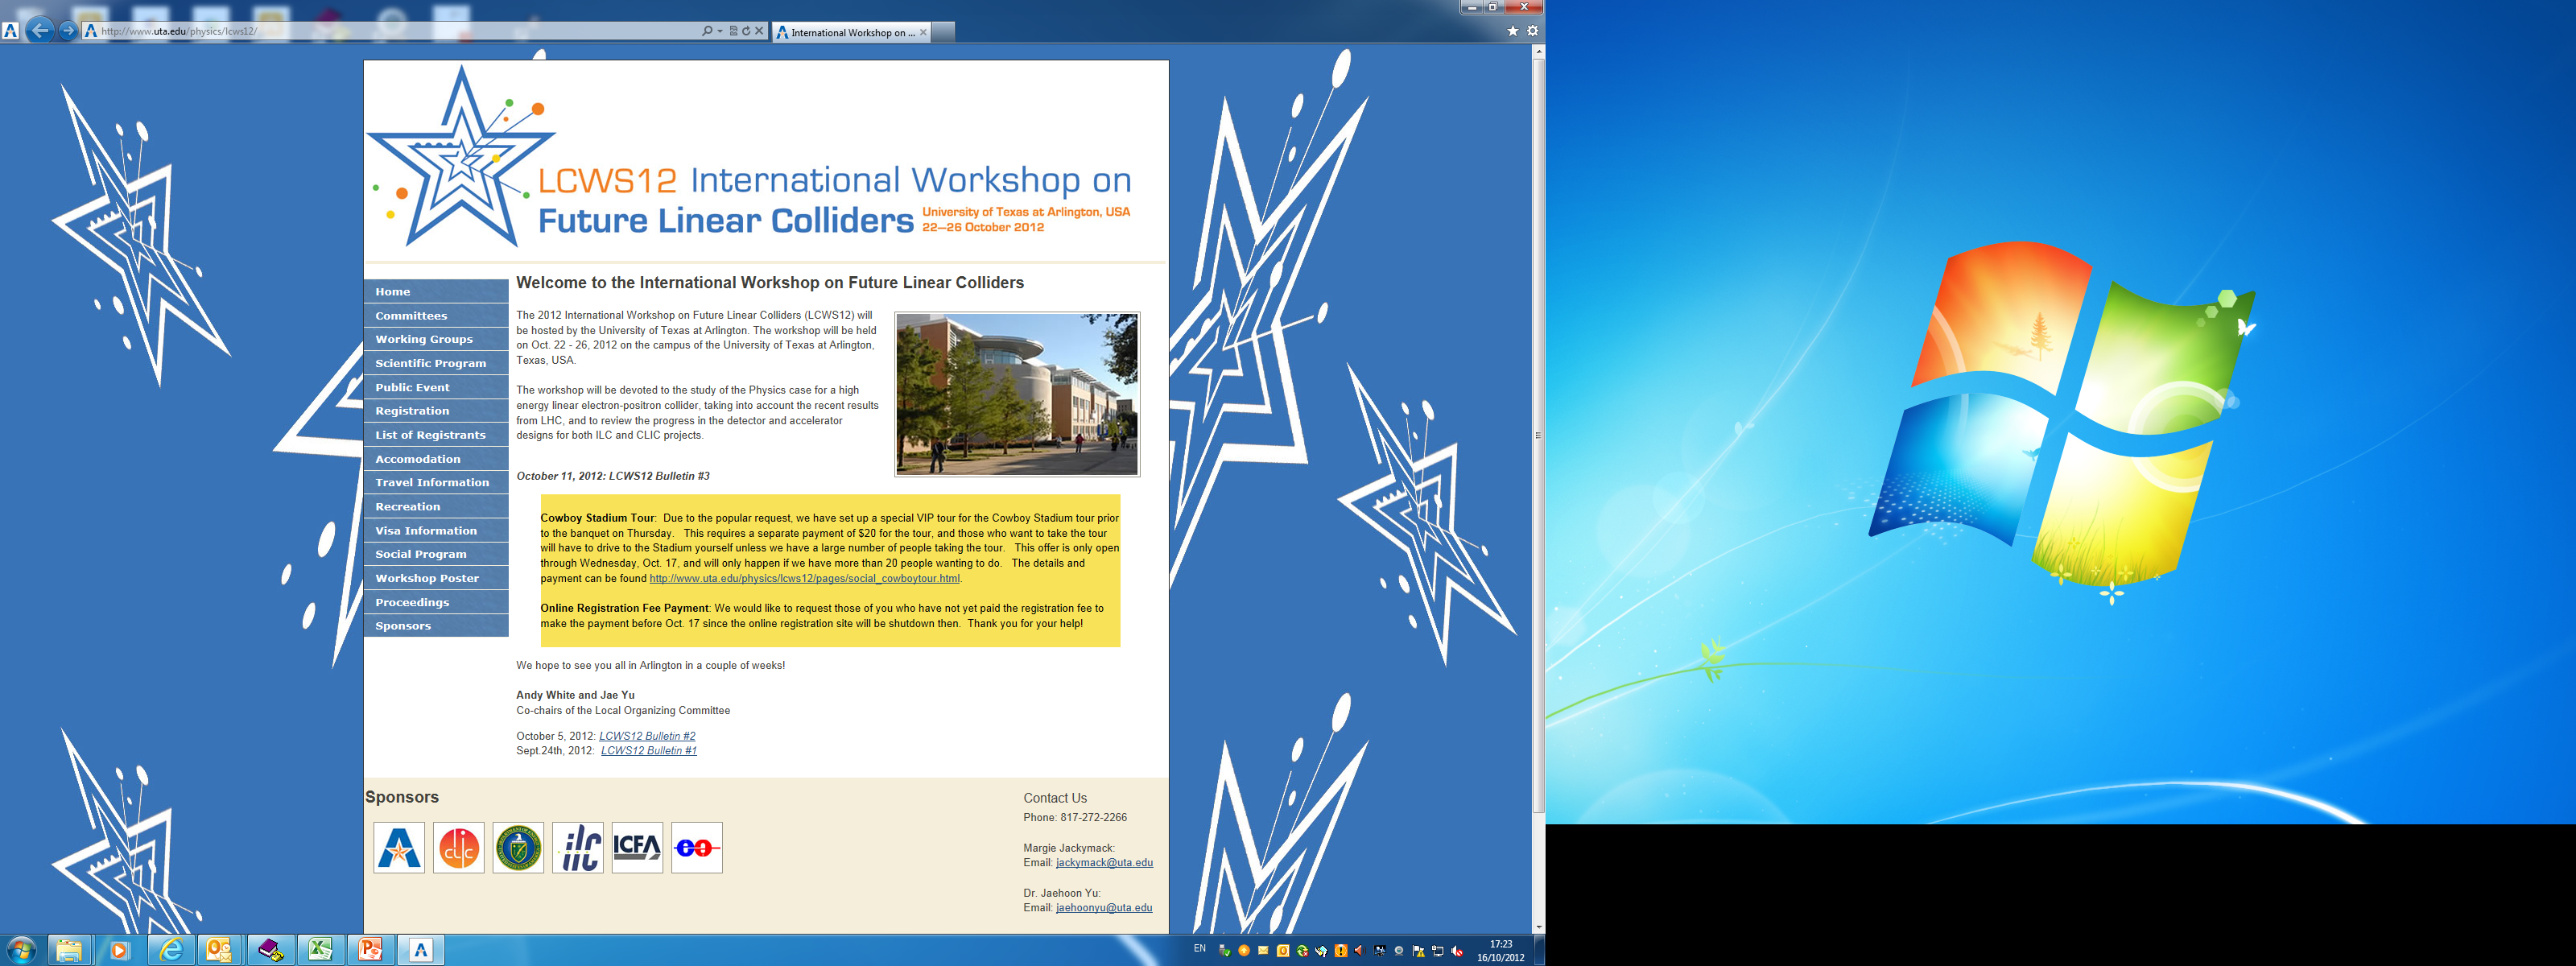 http://www.uta.edu/physics/lcws12/
International Workshop on ...
LCWS12 International Workshop on
Future Linear Colliders
University of Texas at Arlington, USA
22—26 October 2012
Home
Committees
Working Groups
Scientific Program
Public Event
Registration
List of Registrants
Accomodation
Travel Information
Recreation
Visa Information
Social Program
Workshop Poster
Proceedings
Sponsors
Welcome to the International Workshop on Future Linear Colliders
The 2012 International Workshop on Future Linear Colliders (LCWS12) will
be hosted by the University of Texas at Arlington. The workshop will be held
on Oct. 22 - 26, 2012 on the campus of the University of Texas at Arlington,
Texas, USA.
The workshop will be devoted to the study of the Physics case for a high
energy linear electron-positron collider, taking into account the recent results
from LHC, and to review the progress in the detector and accelerator
designs for both ILC and CLIC projects.
October 11, 2012: LCWS12 Bulletin #3
Cowboy Stadium Tour:  Due to the popular request, we have set up a special VIP tour for the Cowboy Stadium tour prior
to the banquet on Thursday.   This requires a separate payment of $20 for the tour, and those who want to take the tour
will have to drive to the Stadium yourself unless we have a large number of people taking the tour.   This offer is only open
through Wednesday, Oct. 17, and will only happen if we have more than 20 people wanting to do.   The details and
payment can be found http://www.uta.edu/physics/lcws12/pages/social_cowboytour.html.
Online Registration Fee Payment: We would like to request those of you who have not yet paid the registration fee to
make the payment before Oct. 17 since the online registration site will be shutdown then.  Thank you for your help!
We hope to see you all in Arlington in a couple of weeks!
Andy White and Jae Yu
Co-chairs of the Local Organizing Committee
October 5, 2012: LCWS12 Bulletin #2
Sept.24th, 2012:  LCWS12 Bulletin #1
Sponsors
clic
ilc
ICFA
Contact Us
Phone: 817-272-2266
Margie Jackymack:
Email: jackymack@uta.edu
Dr. Jaehoon Yu:
Email: jaehoonyu@uta.edu
EN
17:23
16/10/2012